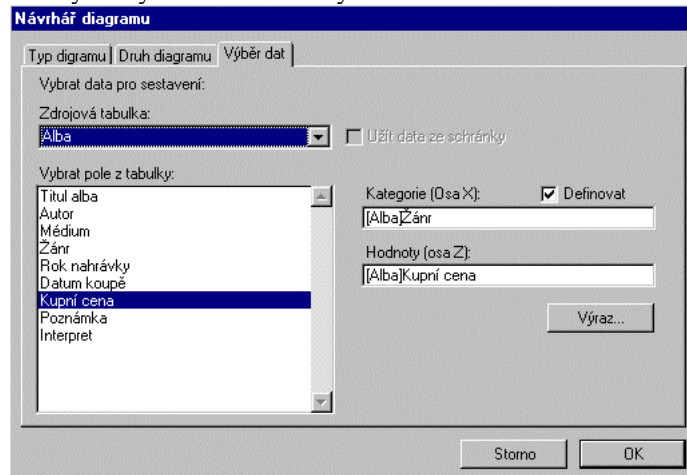 Návrhář diagramu
Typ digramu Druh diagramu Výběr dat
Vybrat data pro sestavení:
Zdrojová tabulka:
Alba
Užít data ze schránky
Vybrat pole z tabulky:
Titul alba
Autor
Médium
Žánr
Rok nahrávky
Datum koupě
Kupní cena
Poznámka
Interpret
Kategorie (Osa X):
Definovat
[Alba]Žánr
Hodnoty (osa Z):
[Alba]Kupní cena
Výraz...
Storno
OK